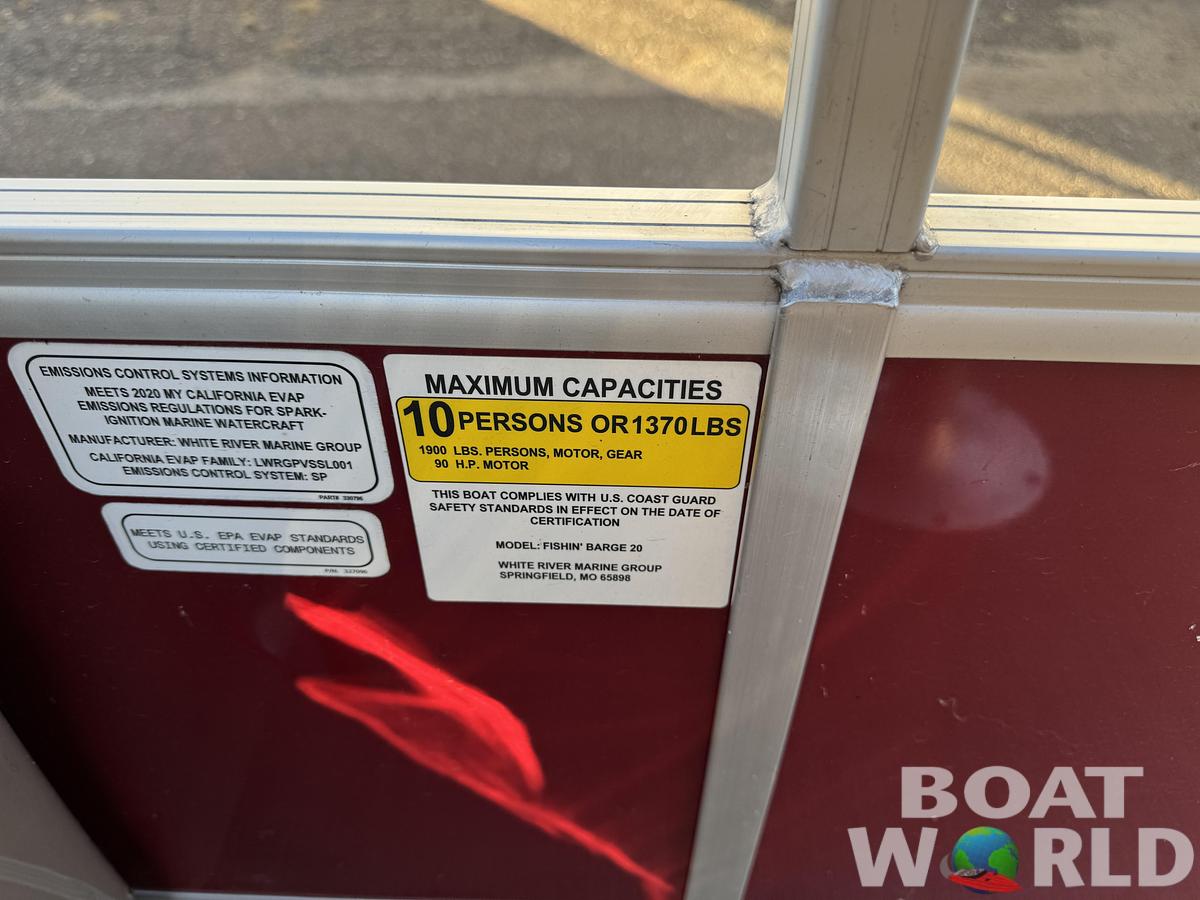 EMISSIONS CONTROL SYSTEMS INFORMATION
MEETS 2020 MY CALIFORNIA EVAP
EMISSIONS REGULATIONS FOR SPARK-
IGNITION MARINE WATERCRAFT
MANUFACTURER: WHITE RIVER MARINE GROUP
CALIFORNIA EVAP FAMILY: LWRGPVSSL001
EMISSIONS CONTROL SYSTEM: SP
PART# 330796
MEETS U.S. EPA EVAP STANDARDS
USING CERTIFIED COMPONENTS
P/N: 327090
MAXIMUM CAPACITIES
10 PERSONS OR 1370 LBS
1900 LBS. PERSONS, MOTOR, GEAR
90 H.P. MOTOR
THIS BOAT COMPLIES WITH U.S. COAST GUARD
SAFETY STANDARDS IN EFFECT ON THE DATE OF
CERTIFICATION
MODEL: FISHIN' BARGE 20
WHITE RIVER MARINE GROUP
SPRINGFIELD, MO 65898
BOAT
WORLD